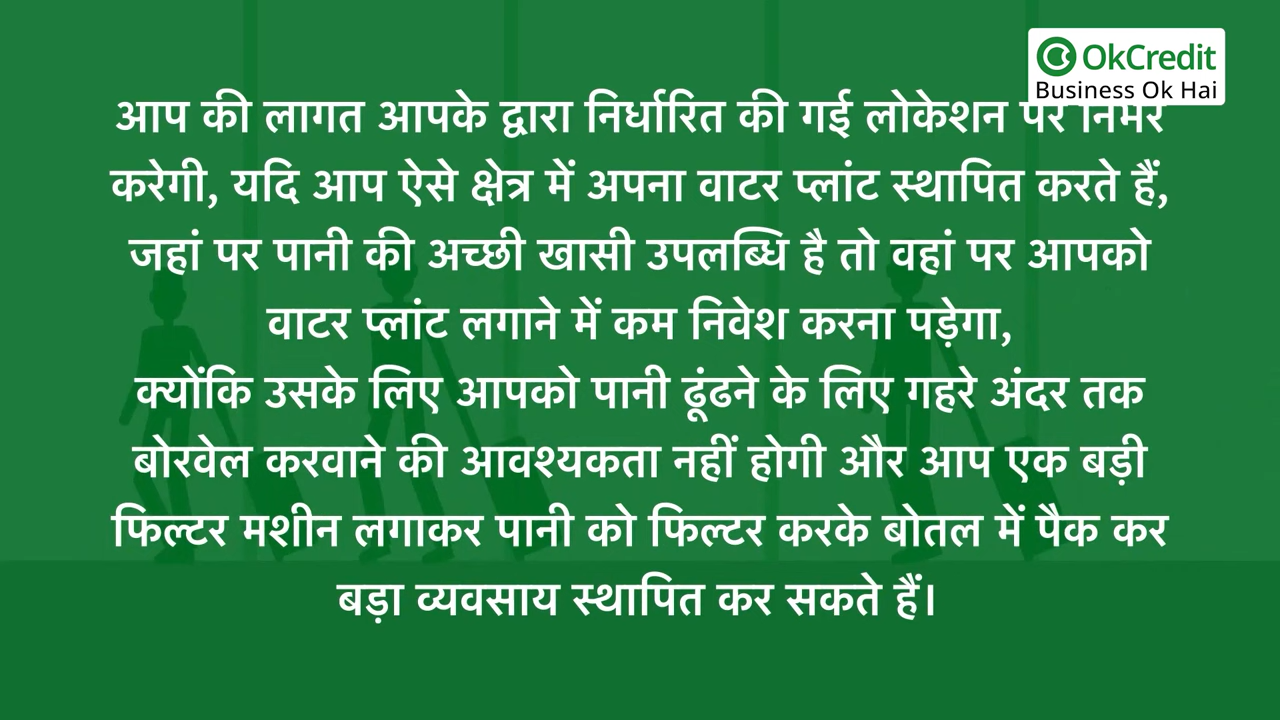 OkCredit
Business Ok Hai
आप की लागत आपके द्वारा निर्धारित की गई लोकेशन पर निर्भर
करेगी, यदि आप ऐसे क्षेत्र में अपना वाटर प्लांट स्थापित करते हैं,
जहां पर पानी की अच्छी खासी उपलब्धि है तो वहां पर आपको
वाटर प्लांट लगाने में कम निवेश करना पड़ेगा,
क्योंकि उसके लिए आपको पानी ढूंढने के लिए गहरे अंदर तक
बोरवेल करवाने की आवश्यकता नहीं होगी और आप एक बड़ी
फिल्टर मशीन लगाकर पानी को फिल्टर करके बोतल में पैक कर
बड़ा व्यवसाय स्थापित कर सकते हैं।